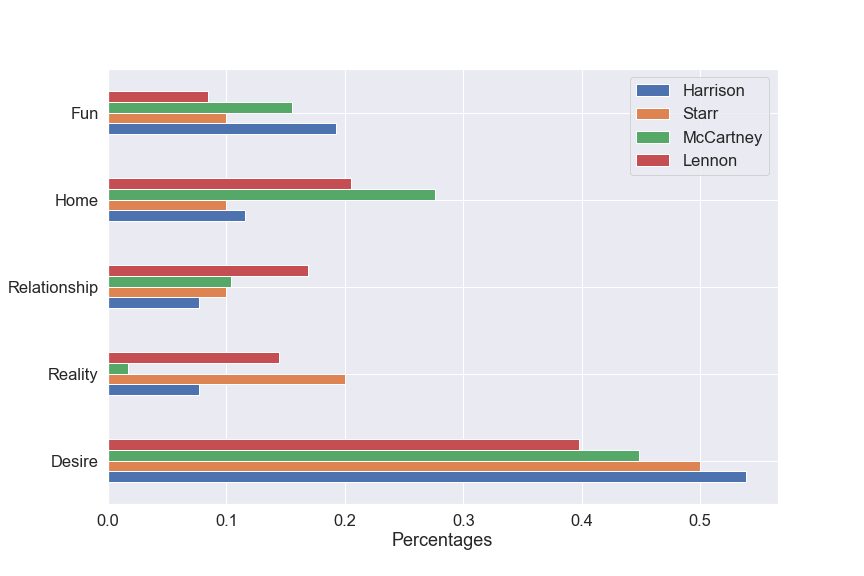 Harrison
Starr
McCartney
Lennon
Fun
Home
Relationship
Reality
Desire
0.0 0.1 0.2 0.3 0.4 0.5
Percentages